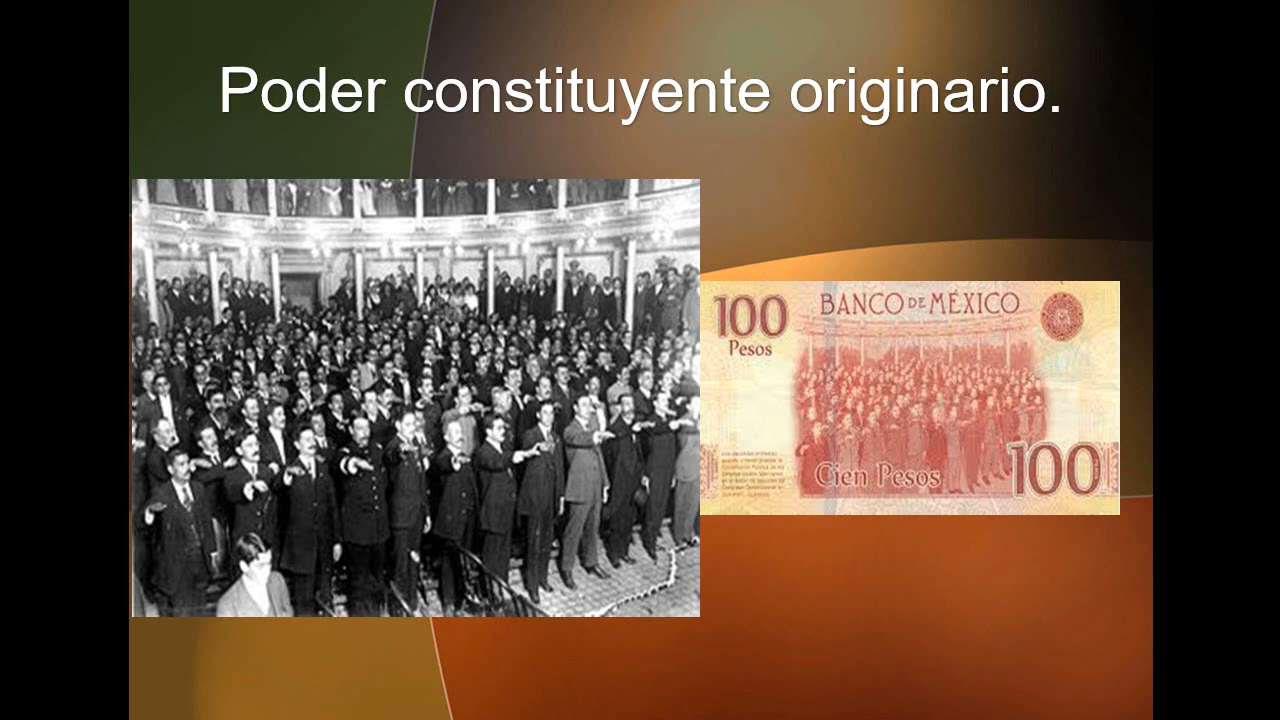 Poder constituyente originario.
100
Pesos
BANCO DE MÉXICO
Cien Pesos
100